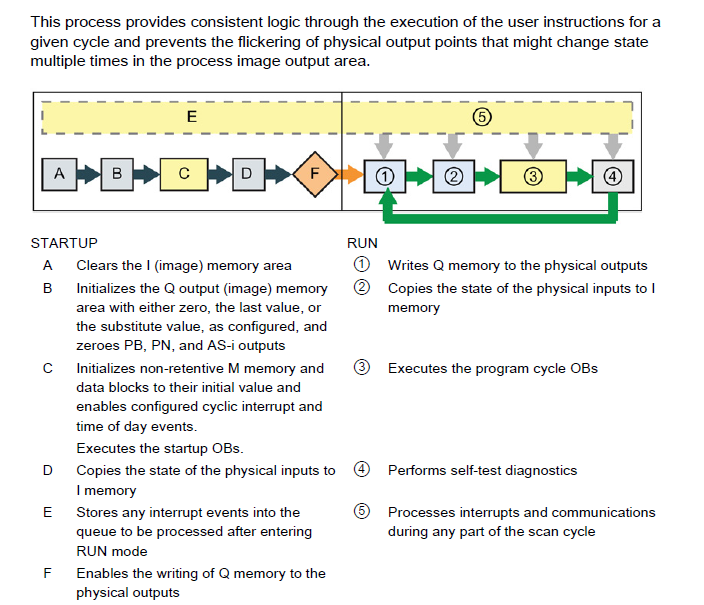 This process provides consistent logic through the execution of the user instructions for a
given cycle and prevents the flickering of physical output points that might change state
multiple times in the process image output area.
E
⑤
A
B
C
D
F
①
②
③
④
STARTUP
A Clears the I (image) memory area
B Initializes the Q output (image) memory
area with either zero, the last value, or
the substitute value, as configured, and
zeroes PB, PN, and AS-i outputs
C Initializes non-retentive M memory and
data blocks to their initial value and
enables configured cyclic interrupt and
time of day events.
Executes the startup OBs.
D Copies the state of the physical inputs to
I memory
E Stores any interrupt events into the
queue to be processed after entering
RUN mode
F Enables the writing of Q memory to the
physical outputs
RUN
① Writes Q memory to the physical outputs
② Copies the state of the physical inputs to I
memory
③ Executes the program cycle OBs
④ Performs self-test diagnostics
⑤ Processes interrupts and communications
during any part of the scan cycle